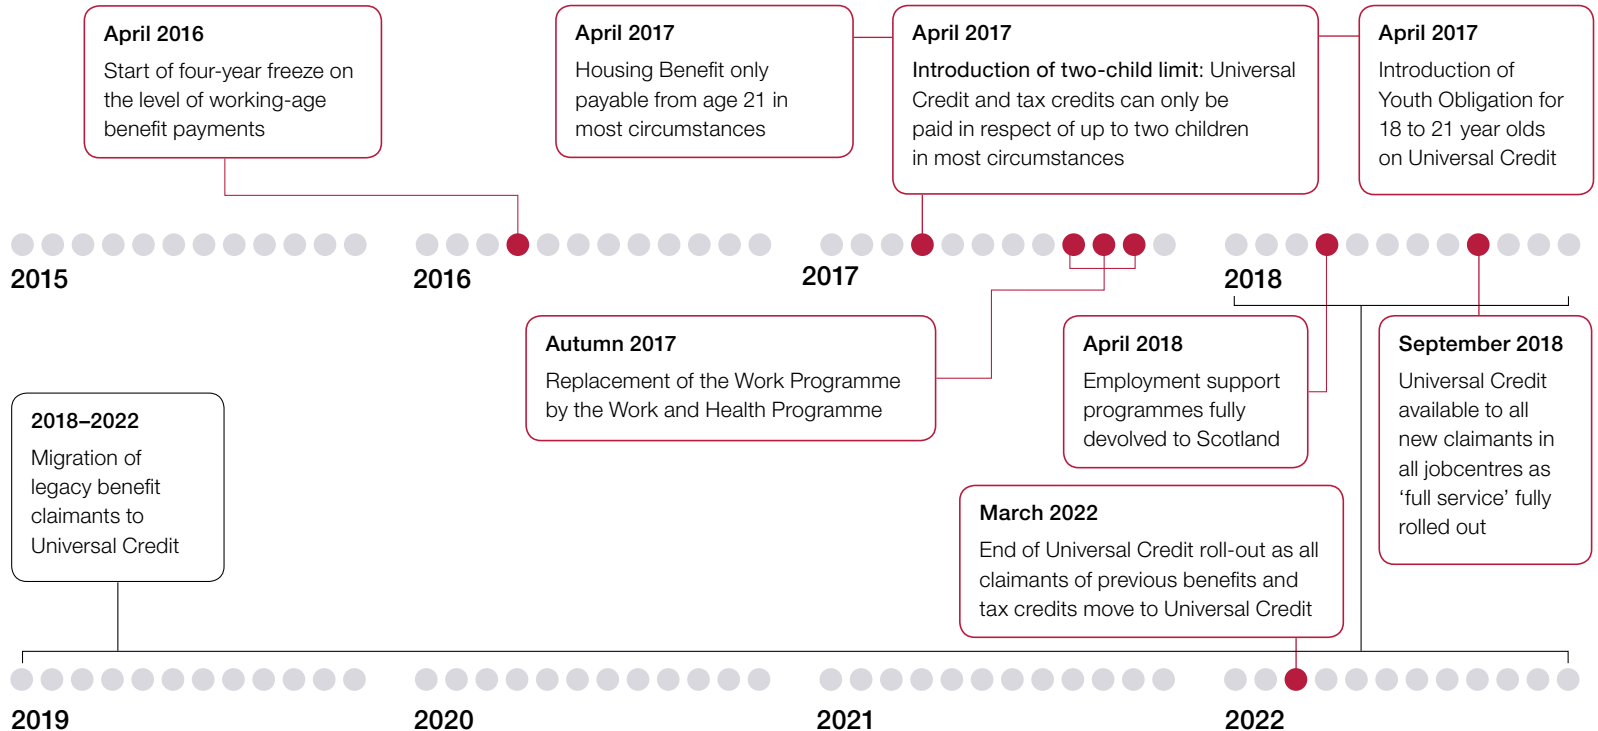 April 2016
Start of four-year freeze on
the level of working-age
benefit payments
April 2017
Housing Benefit only
payable from age 21 in
most circumstances
April 2017
Introduction of two-child limit: Universal
Credit and tax credits can only be
paid in respect of up to two children
in most circumstances
April 2017
Introduction of
Youth Obligation for
18 to 21 year olds
on Universal Credit
2015
2016
2017
2018
Autumn 2017
Replacement of the Work Programme
by the Work and Health Programme
April 2018
Employment support
programmes fully
devolved to Scotland
September 2018
Universal Credit
available to all
new claimants in
all jobcentres as
‘full service’ fully
rolled out
2018–2022
Migration of
legacy benefit
claimants to
Universal Credit
March 2022
End of Universal Credit roll-out as all
claimants of previous benefits and
tax credits move to Universal Credit
2019
2020
2021
2022